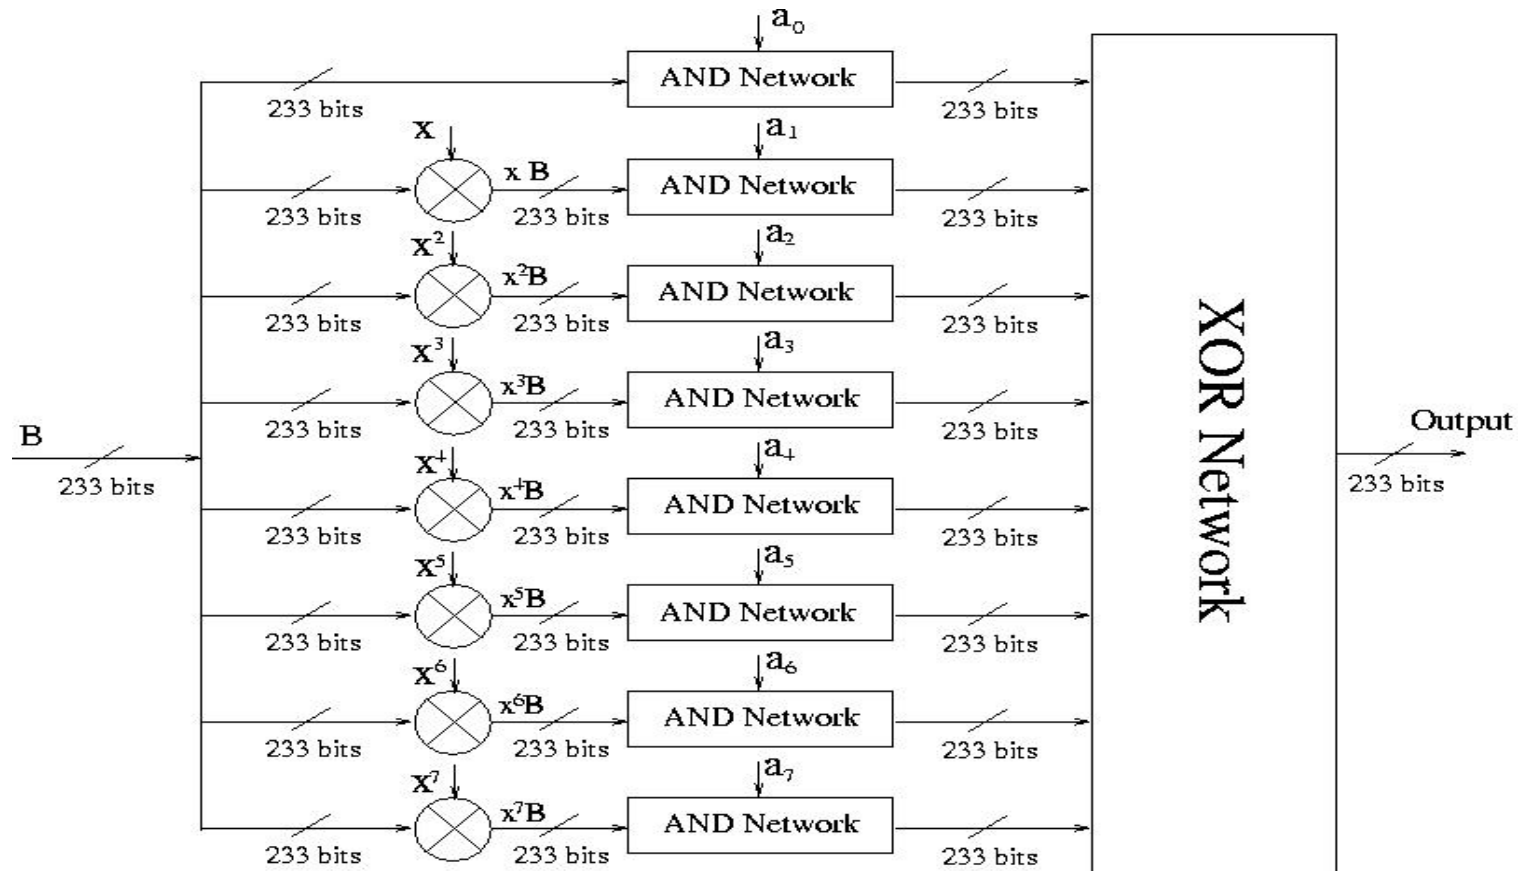 a₀
AND Network
233 bits
233 bits
x
a₁
x B
AND Network
233 bits
233 bits
233 bits
x²
a₂
x²B
AND Network
233 bits
233 bits
233 bits
x³
a₃
x³B
AND Network
233 bits
233 bits
233 bits
B
233 bits
x⁴
a₄
x⁴B
AND Network
233 bits
233 bits
233 bits
x⁵
a₅
x⁵B
AND Network
233 bits
233 bits
233 bits
x⁶
a₆
x⁶B
AND Network
233 bits
233 bits
233 bits
x⁷
a₇
x⁷B
AND Network
233 bits
233 bits
233 bits
XOR Network
Output
233 bits